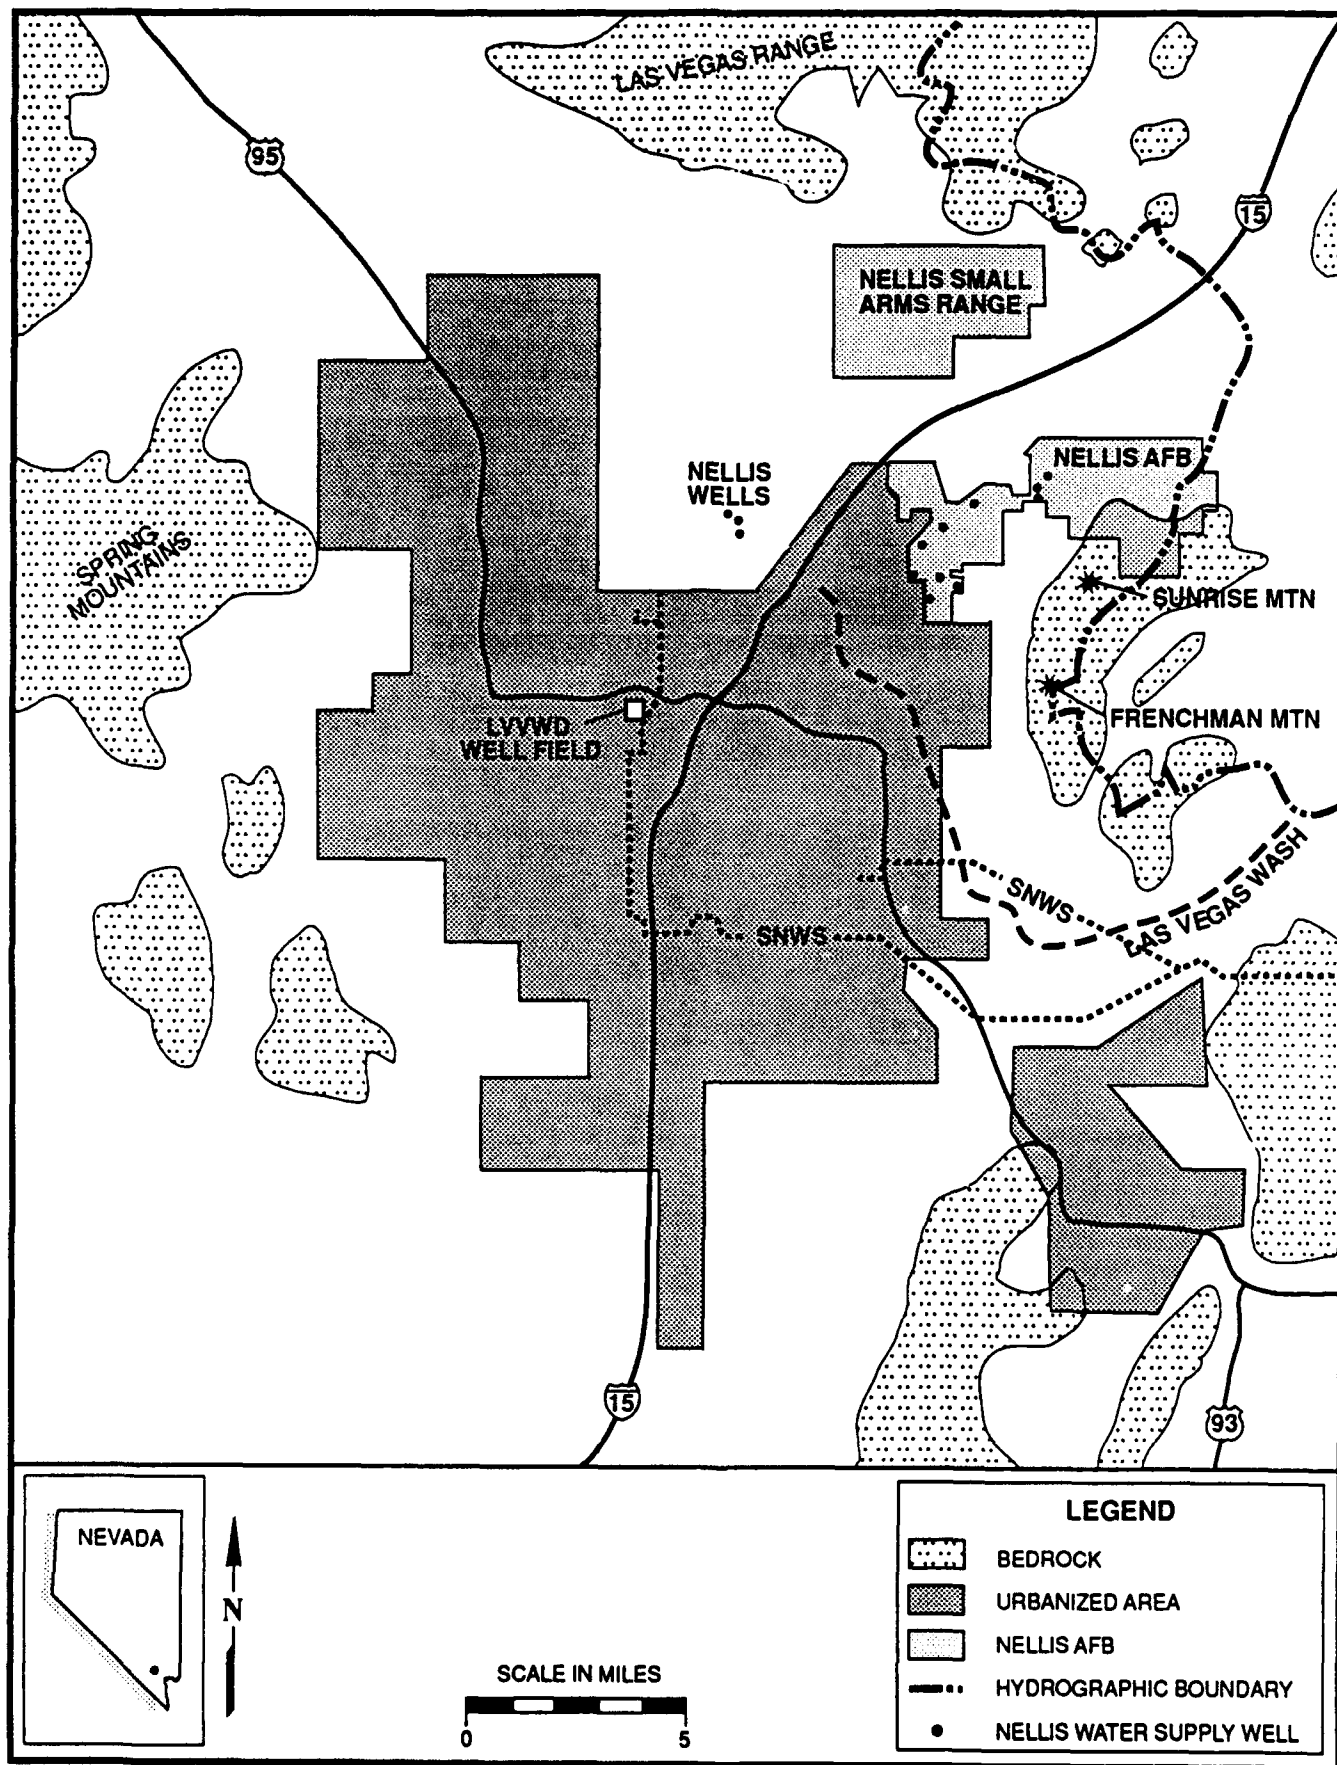 LAS VEGAS RANGE
95
15
NELLIS SMALL
ARMS RANGE
NELLIS AFB
NELLIS
WELLS
SPRING
MOUNTAINS
SUNRISE MTN
FRENCHMAN MTN
LVVWD
WELL FIELD
SNWS
LAS VEGAS WASH
SNWS
15
93
NEVADA
N
SCALE IN MILES
0 5
LEGEND
BEDROCK
URBANIZED AREA
NELLIS AFB
HYDROGRAPHIC BOUNDARY
NELLIS WATER SUPPLY WELL